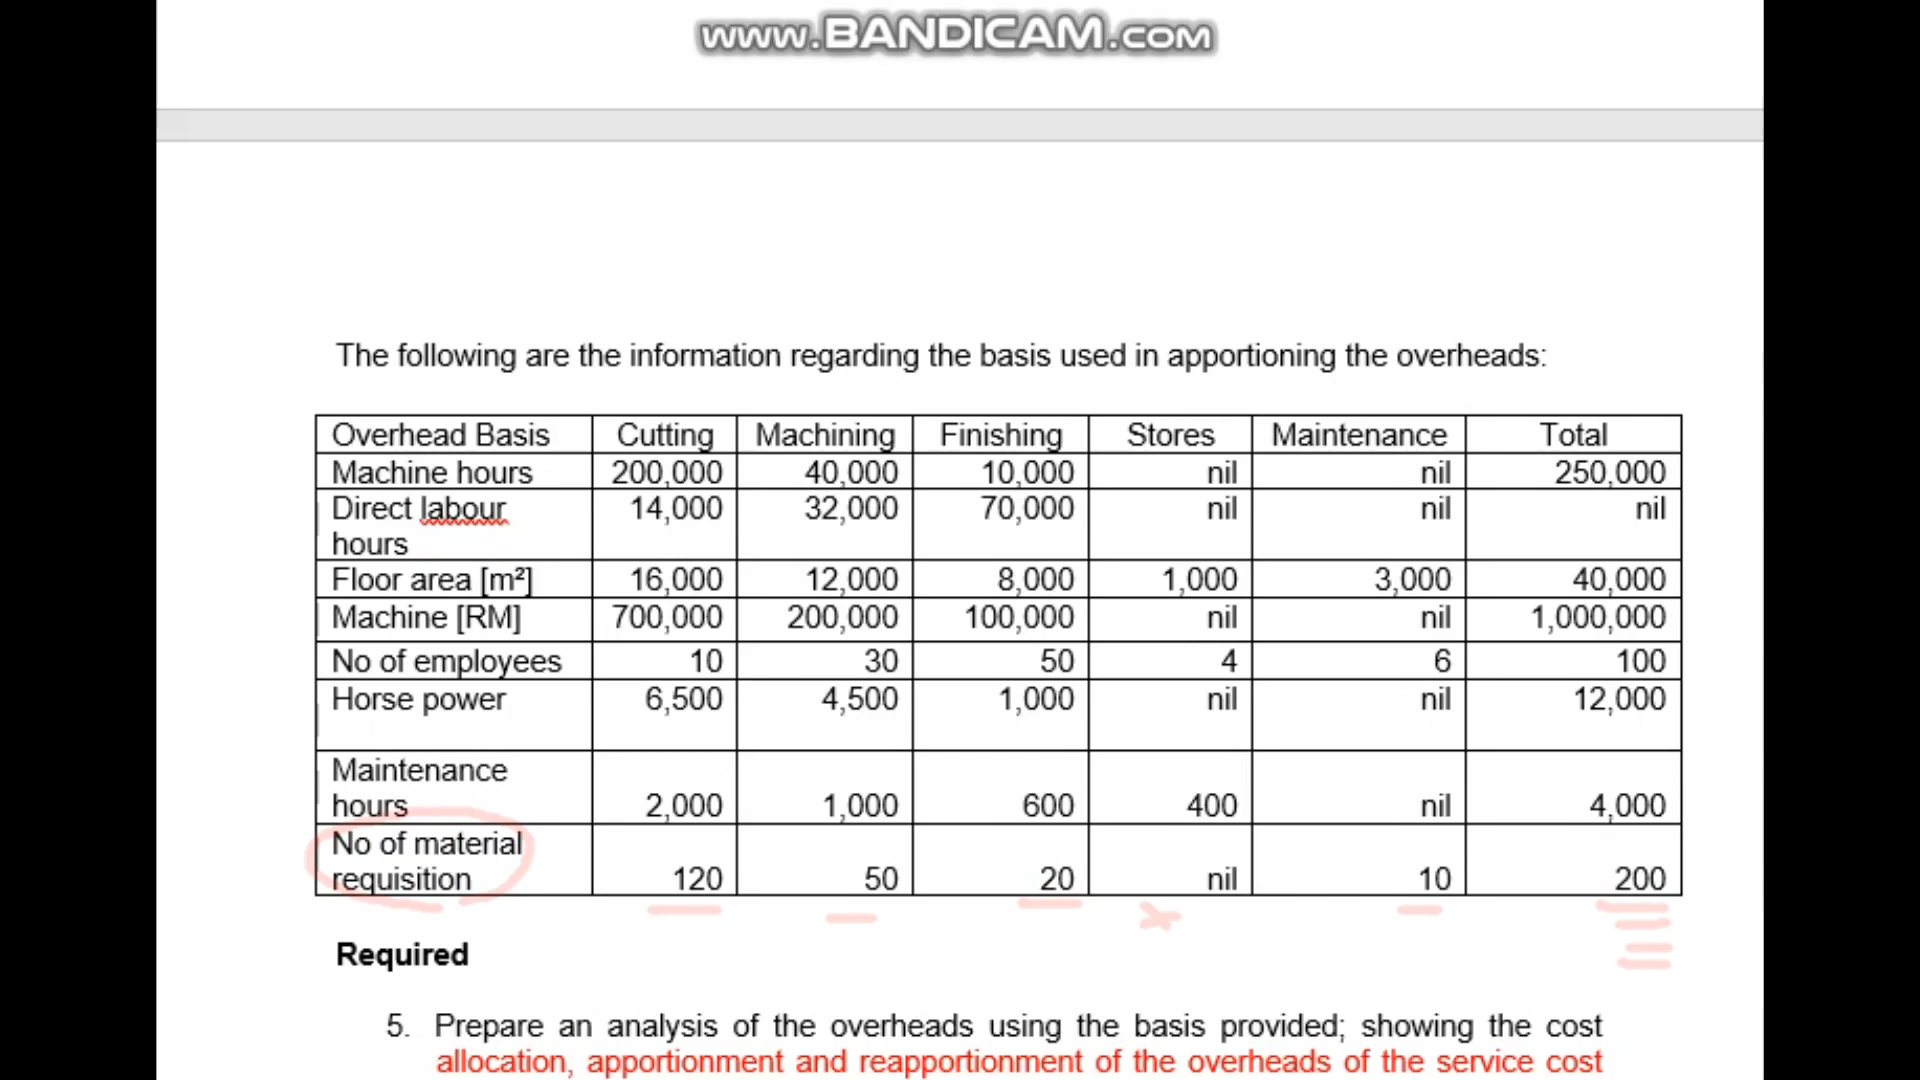 www.BANDICAM.COM
The following are the information regarding the basis used in apportioning the overheads:
Overhead Basis Cutting Machining Finishing Stores Maintenance Total
Machine hours 200,000 40,000 10,000 nil nil 250,000
Direct labour 14,000 32,000 70,000 nil nil nil
hours
Floor area [m²] 16,000 12,000 8,000 1,000 3,000 40,000
Machine [RM] 700,000 200,000 100,000 nil nil 1,000,000
No of employees 10 30 50 4 6 100
Horse power 6,500 4,500 1,000 nil nil 12,000
Maintenance
hours 2,000 1,000 600 400 nil 4,000
No of material
requisition 120 50 20 nil 10 200
Required
5. Prepare an analysis of the overheads using the basis provided; showing the cost
allocation, apportionment and reapportionment of the overheads of the service cost